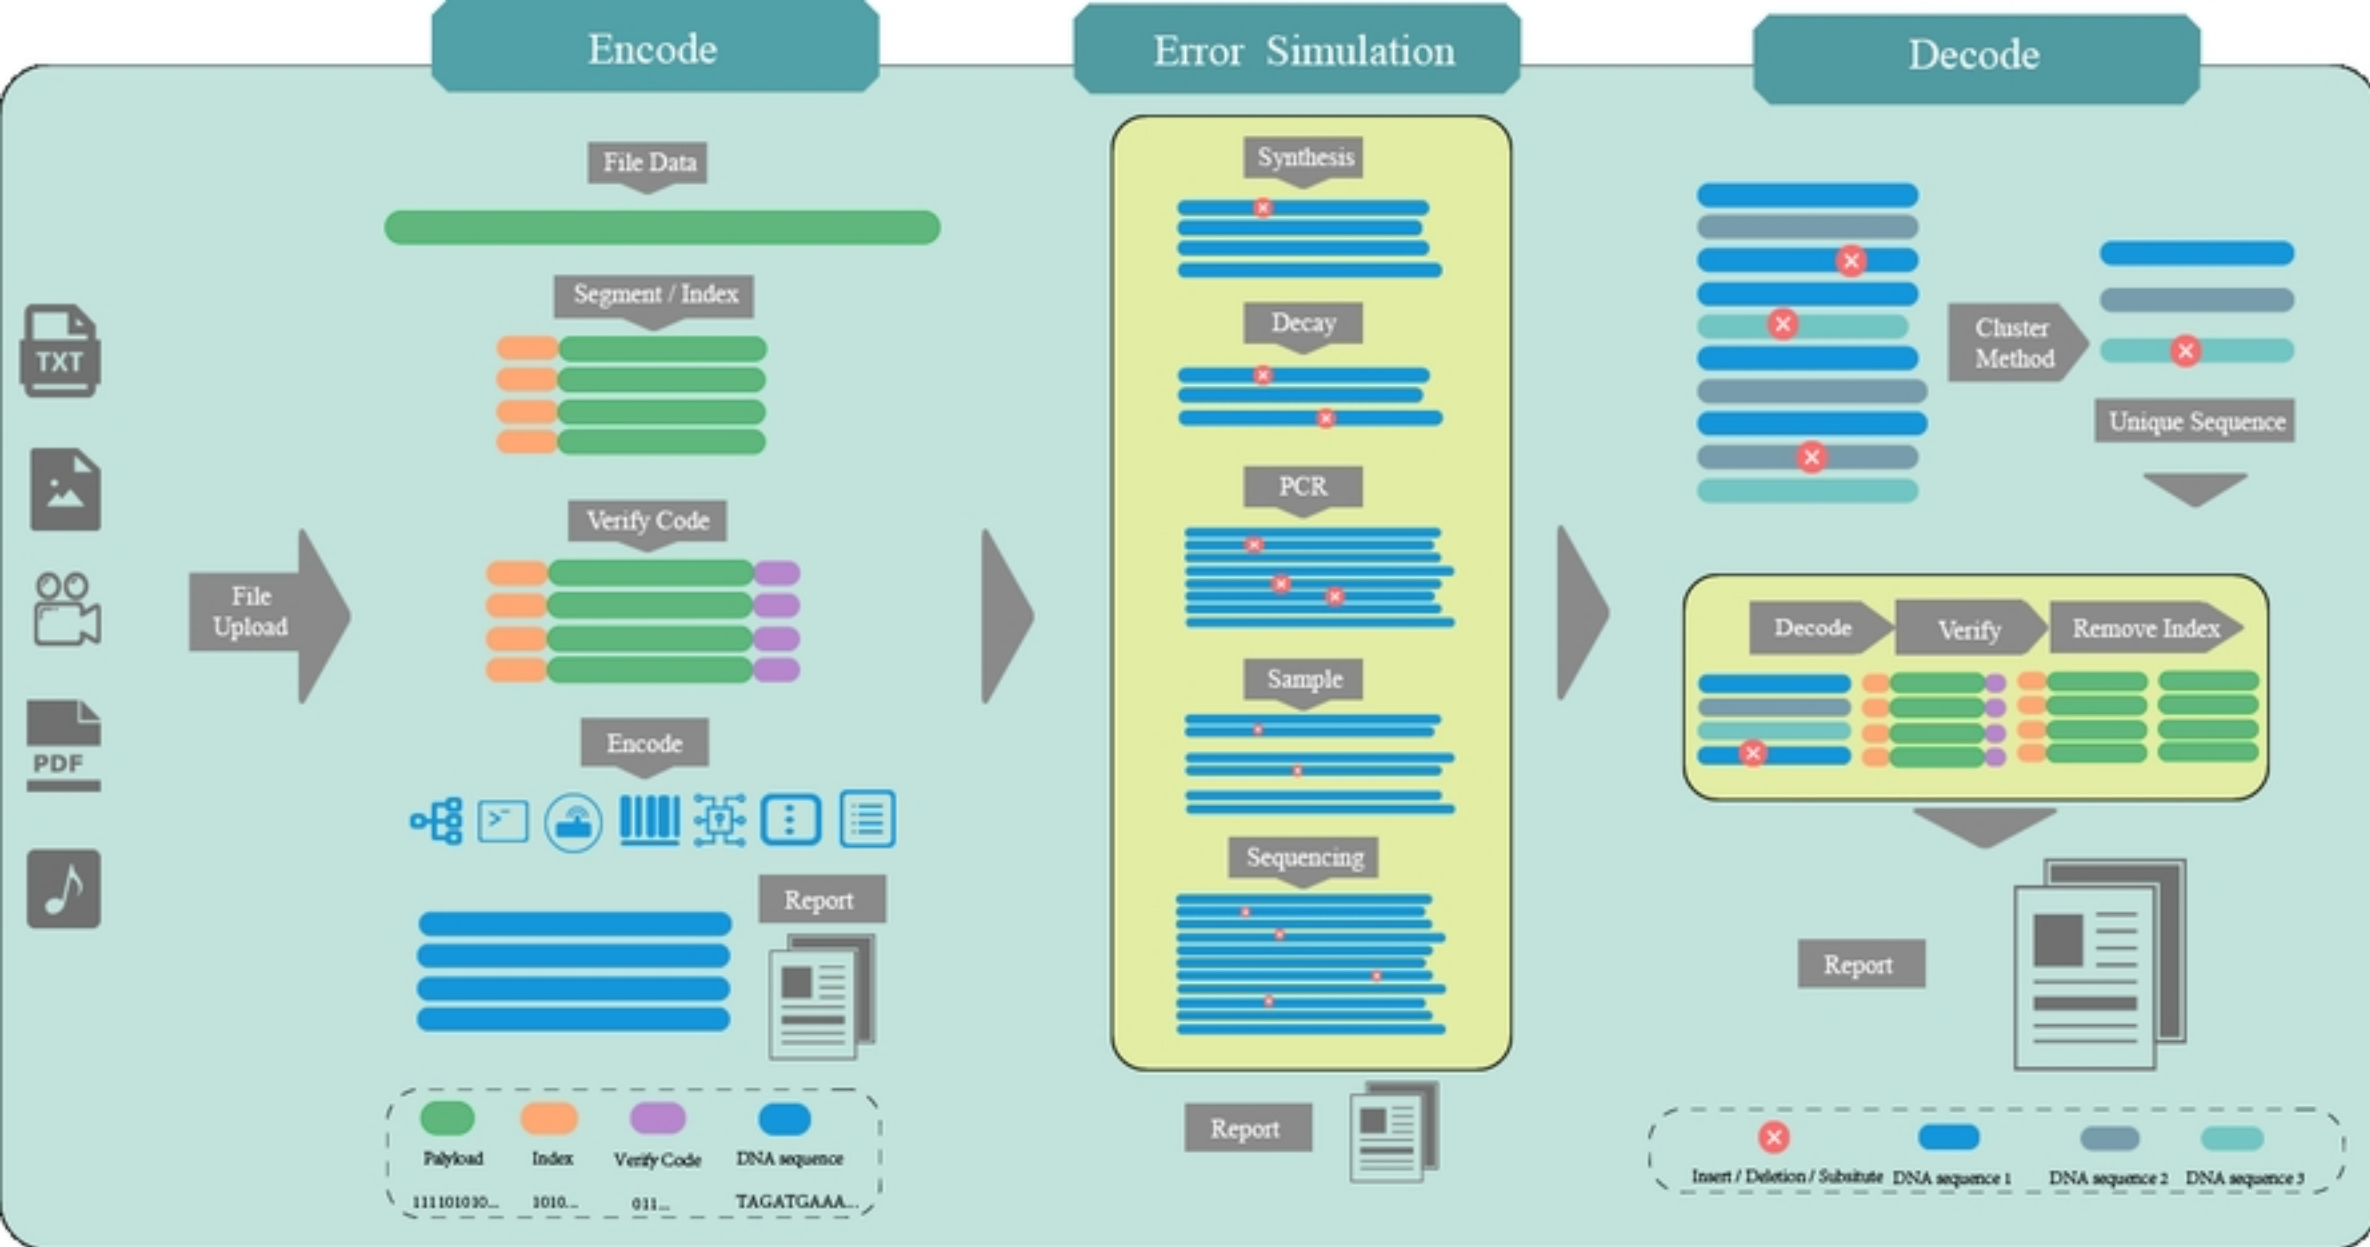 Encode
Error Simulation
Decode
File Data
Segment / Index
Verify Code
Encode
Report
TXT
PDF
File
Upload
Palyload
Index
Verify Code
DNA sequence
111101010...
1010...
011...
TAGATGAAA...
Synthesis
Decay
PCR
Sample
Sequencing
Report
Cluster
Method
Unique Sequence
Decode
Verify
Remove Index
Report
Insert / Deletion / Subsitute
DNA sequence 1
DNA sequence 2
DNA sequence 3